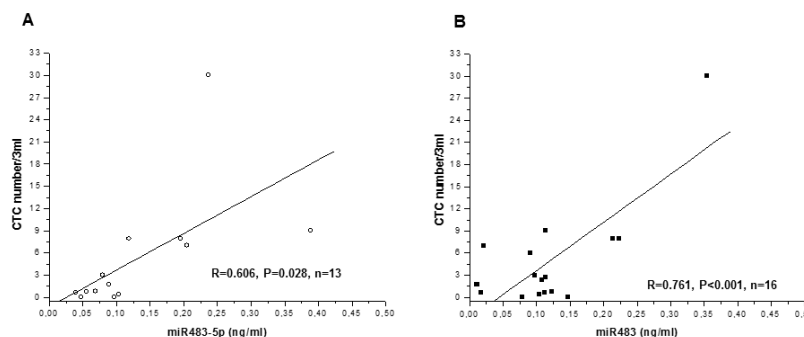 A
B
33
30
27
24
21
18
15
12
9
6
3
0
CTC number/3ml
R=0.606, P=0.028, n=13
0,00 0,05 0,10 0,15 0,20 0,25 0,30 0,35 0,40 0,45 0,50
miR483-5p (ng/ml)
33
30
27
24
21
18
15
12
9
6
3
0
CTC number/3ml
R=0.761, P<0.001, n=16
0,00 0,05 0,10 0,15 0,20 0,25 0,30 0,35 0,40 0,45
miR483 (ng/ml)